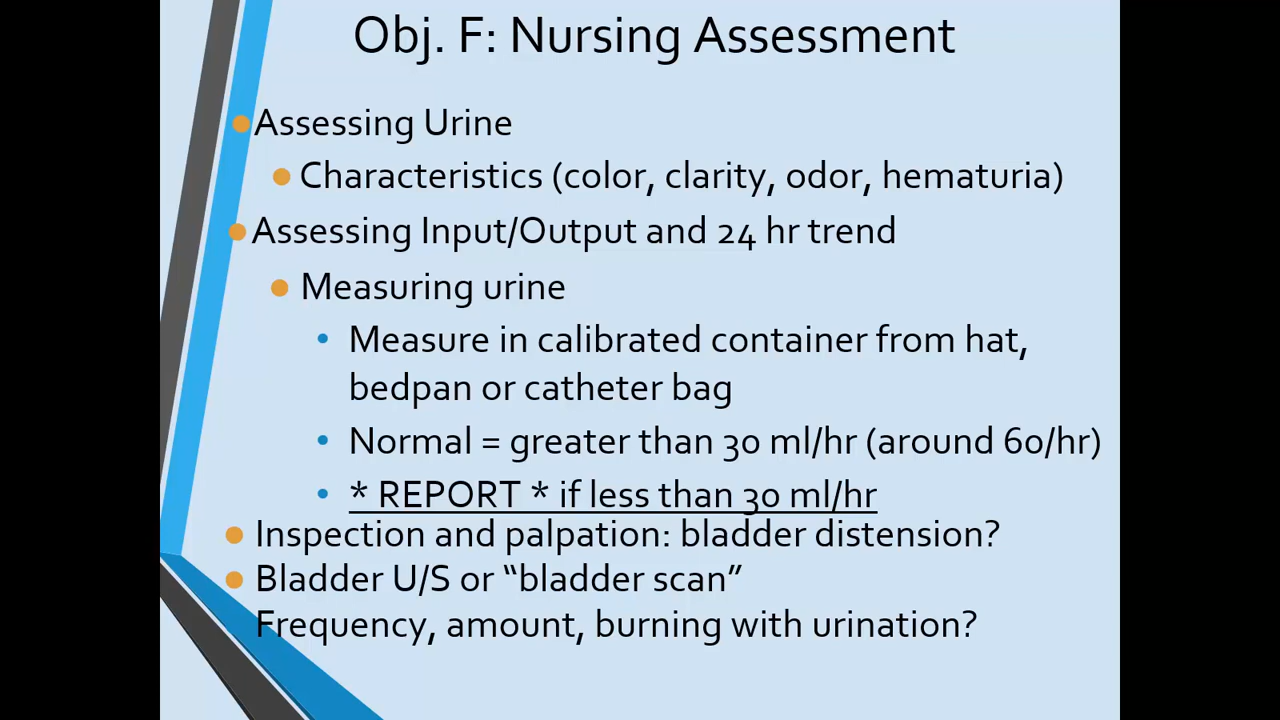 Obj. F: Nursing Assessment
Assessing Urine
Characteristics (color, clarity, odor, hematuria)
Assessing Input/Output and 24 hr trend
Measuring urine
Measure in calibrated container from hat,
bedpan or catheter bag
Normal = greater than 30 ml/hr (around 60/hr)
* REPORT * if less than 30 ml/hr
Inspection and palpation: bladder distension?
Bladder U/S or “bladder scan”
Frequency, amount, burning with urination?